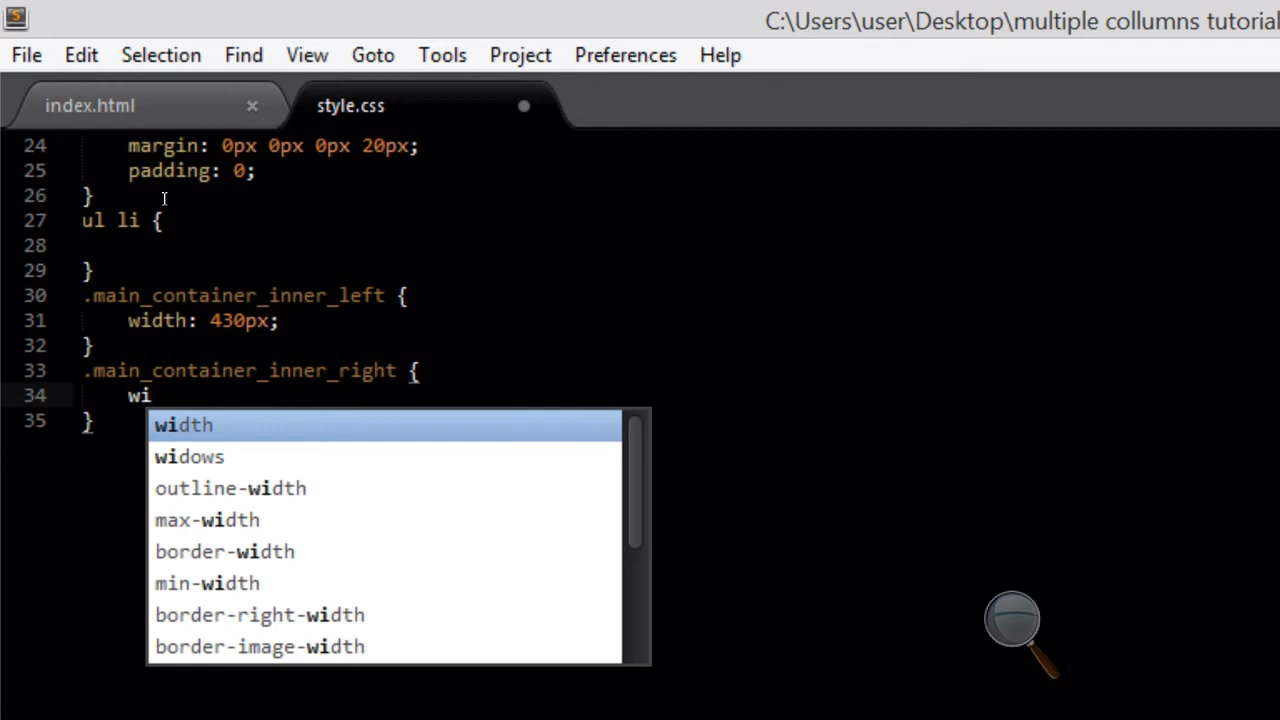 C:\Users\user\Desktop\multiple collumns tutorial
File Edit Selection Find View Goto Tools Project Preferences Help
index.html × style.css
24 margin: 0px 0px 0px 20px;
25 padding: 0;
26 }
27 ul li {
28
29 }
30 .main_container_inner_left {
31 width: 430px;
32 }
33 .main_container_inner_right {
34 wi
35 }
width
widows
outline-width
max-width
border-width
min-width
border-right-width
border-image-width